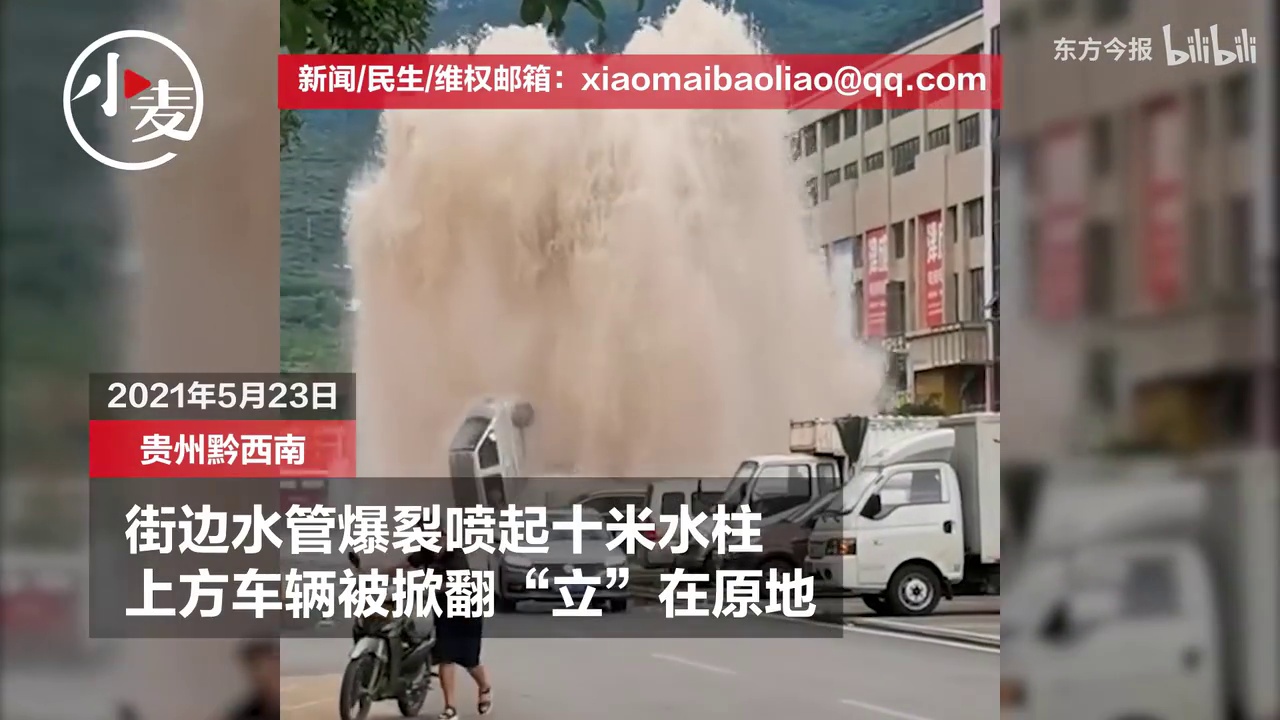 小麦
东方今报 bilibili
新闻/民生/维权邮箱：xiaomaibaoliao@qq.com
2021年5月23日
贵州黔西南
街边水管爆裂喷起十米水柱
上方车辆被掀翻“立”在原地